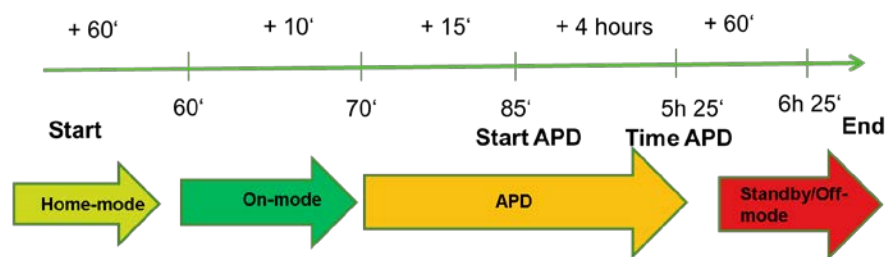 + 60‘ + 10‘ + 15‘ + 4 hours + 60‘
60‘ 70‘ 85‘ 5h 25‘ 6h 25‘
Start Start APD Time APD End
Home-mode On-mode APD Standby/Off-
mode